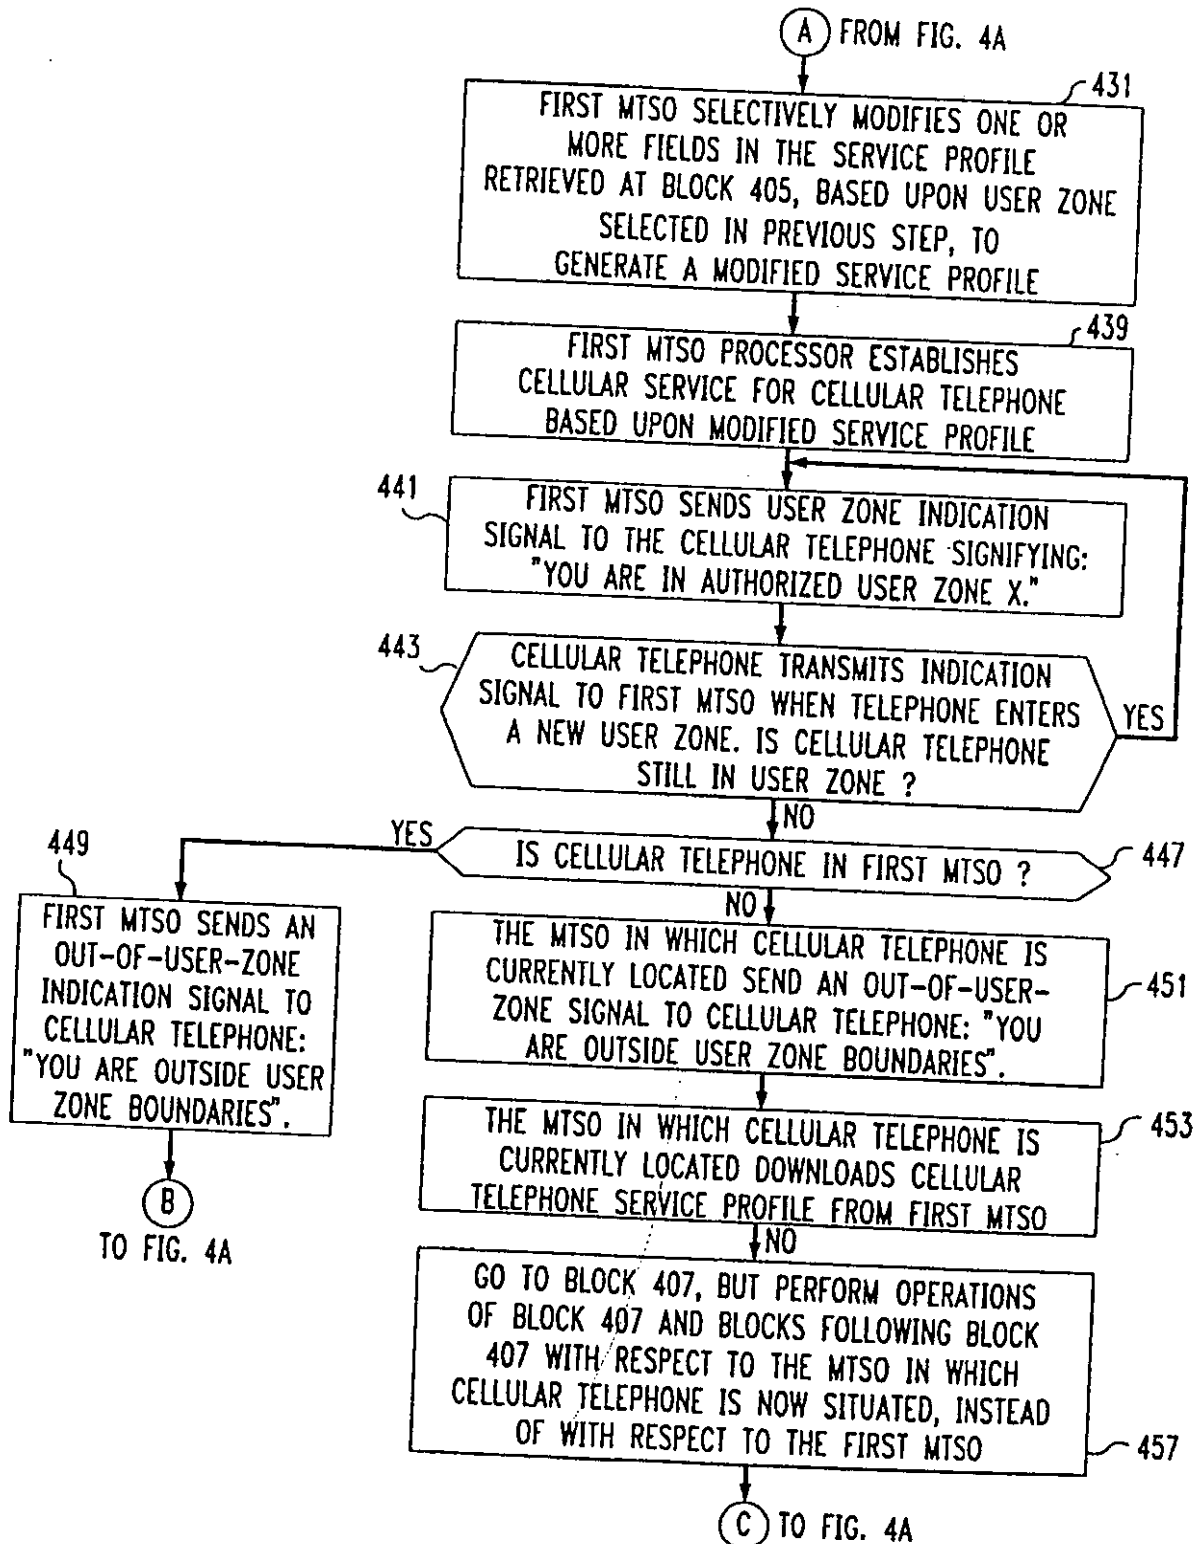 A FROM FIG. 4A
431
FIRST MTSO SELECTIVELY MODIFIES ONE OR
MORE FIELDS IN THE SERVICE PROFILE
RETRIEVED AT BLOCK 405, BASED UPON USER ZONE
SELECTED IN PREVIOUS STEP, TO
GENERATE A MODIFIED SERVICE PROFILE
439
FIRST MTSO PROCESSOR ESTABLISHES
CELLULAR SERVICE FOR CELLULAR TELEPHONE
BASED UPON MODIFIED SERVICE PROFILE
441
FIRST MTSO SENDS USER ZONE INDICATION
SIGNAL TO THE CELLULAR TELEPHONE SIGNIFYING:
"YOU ARE IN AUTHORIZED USER ZONE X."
443
CELLULAR TELEPHONE TRANSMITS INDICATION
SIGNAL TO FIRST MTSO WHEN TELEPHONE ENTERS
A NEW USER ZONE. IS CELLULAR TELEPHONE
STILL IN USER ZONE ?
YES
NO
YES
IS CELLULAR TELEPHONE IN FIRST MTSO ?
447
NO
449
FIRST MTSO SENDS AN
OUT-OF-USER-ZONE
INDICATION SIGNAL TO
CELLULAR TELEPHONE:
"YOU ARE OUTSIDE USER
ZONE BOUNDARIES".
B
TO FIG. 4A
THE MTSO IN WHICH CELLULAR TELEPHONE IS
CURRENTLY LOCATED SEND AN OUT-OF-USER-
ZONE SIGNAL TO CELLULAR TELEPHONE: "YOU
ARE OUTSIDE USER ZONE BOUNDARIES".
451
THE MTSO IN WHICH CELLULAR TELEPHONE IS
CURRENTLY LOCATED DOWNLOADS CELLULAR
TELEPHONE SERVICE PROFILE FROM FIRST MTSO
453
NO
GO TO BLOCK 407, BUT PERFORM OPERATIONS
OF BLOCK 407 AND BLOCKS FOLLOWING BLOCK
407 WITH RESPECT TO THE MTSO IN WHICH
CELLULAR TELEPHONE IS NOW SITUATED, INSTEAD
OF WITH RESPECT TO THE FIRST MTSO
457
C TO FIG. 4A